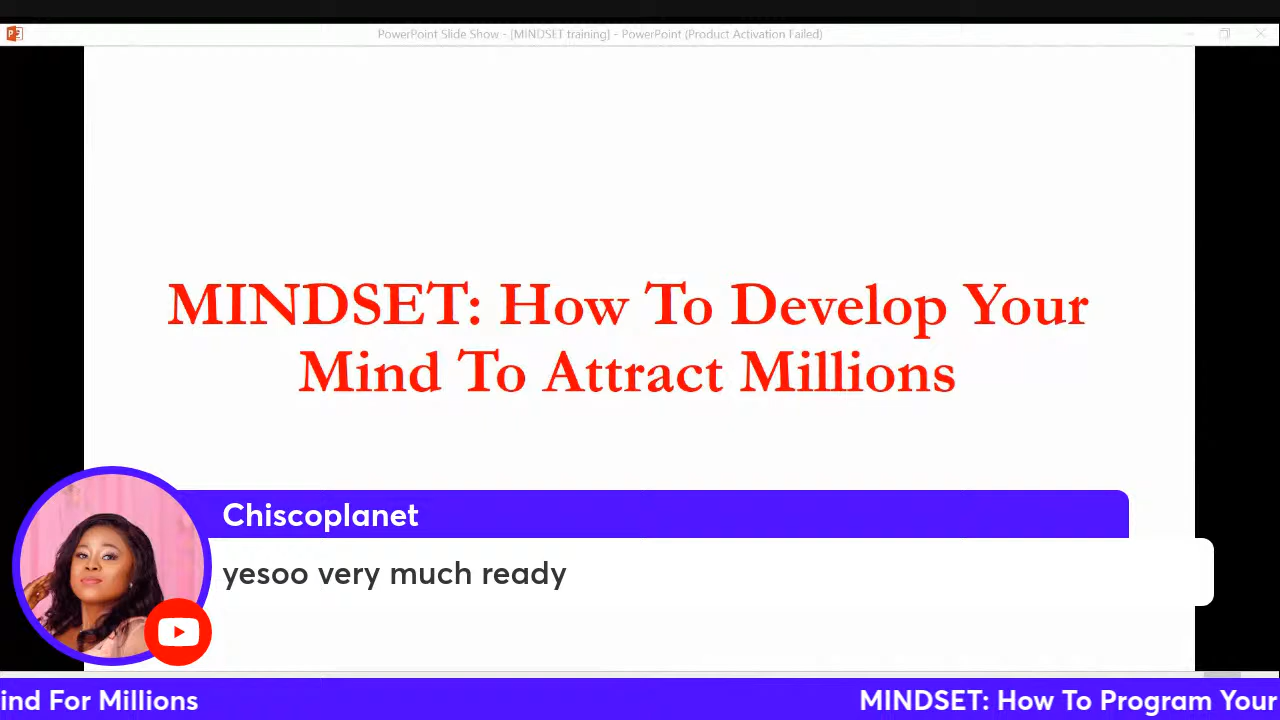 PowerPoint Slide Show - [MINDSET training] - PowerPoint (Product Activation Failed)
MINDSET: How To Develop Your
Mind To Attract Millions
Chiscoplanet
yesoo very much ready
ind For Millions
MINDSET: How To Program Your